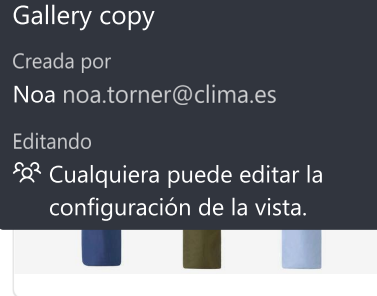 Gallery copy
Creada por
Noa noa.torner@clima.es
Editando
Cualquiera puede editar la
configuración de la vista.